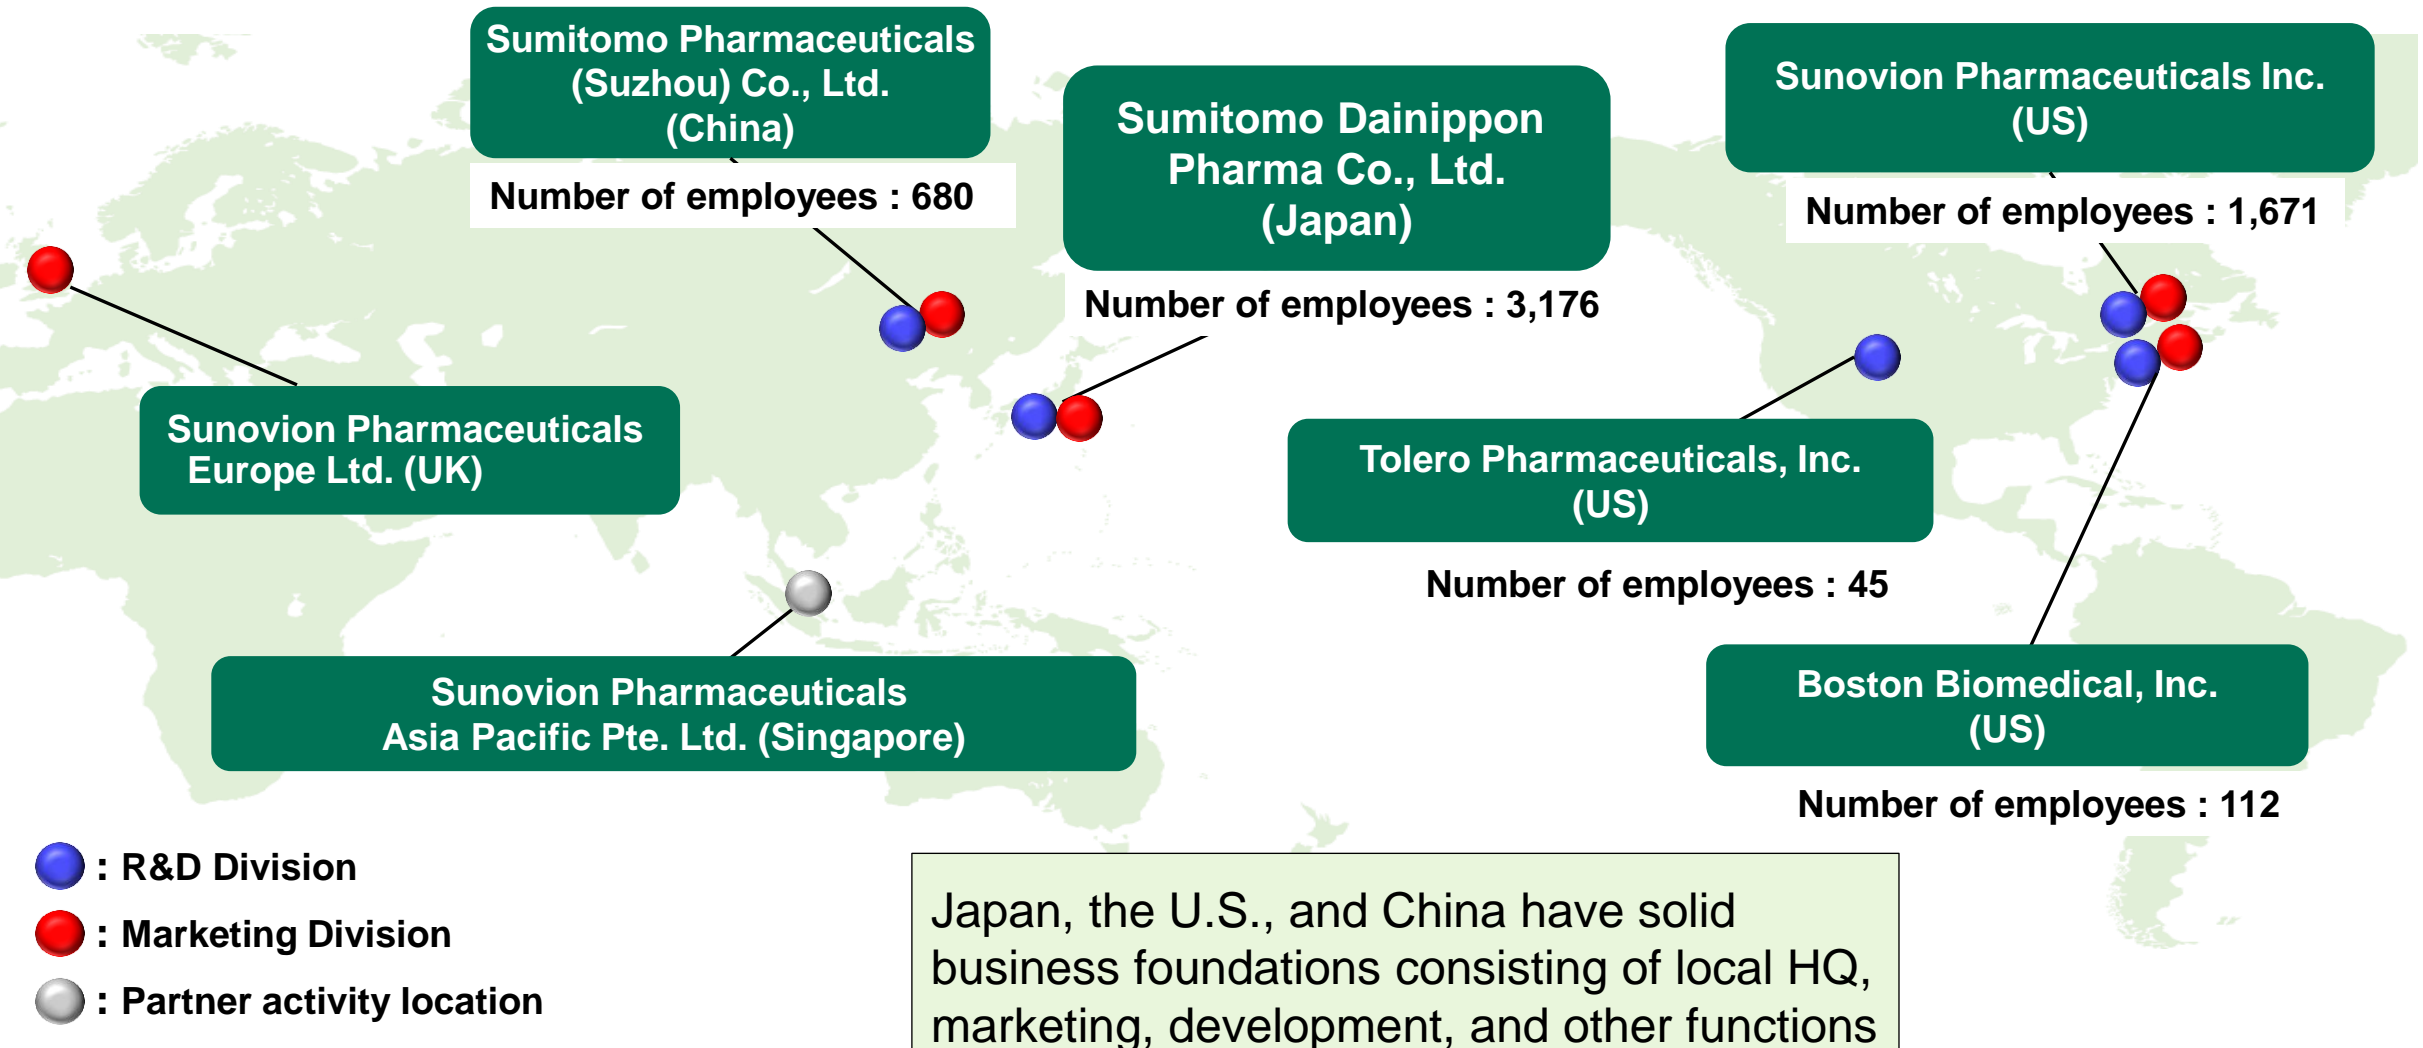 Sumitomo Pharmaceuticals
(Suzhou) Co., Ltd.
(China)
Number of employees : 680
Sumitomo Dainippon
Pharma Co., Ltd.
(Japan)
Number of employees : 3,176
Sunovion Pharmaceuticals Inc.
(US)
Number of employees : 1,671
Sunovion Pharmaceuticals
Europe Ltd. (UK)
Tolero Pharmaceuticals, Inc.
(US)
Number of employees : 45
Sunovion Pharmaceuticals
Asia Pacific Pte. Ltd. (Singapore)
Boston Biomedical, Inc.
(US)
Number of employees : 112
: R&D Division
: Marketing Division
: Partner activity location
Japan, the U.S., and China have solid
business foundations consisting of local HQ,
marketing, development, and other functions